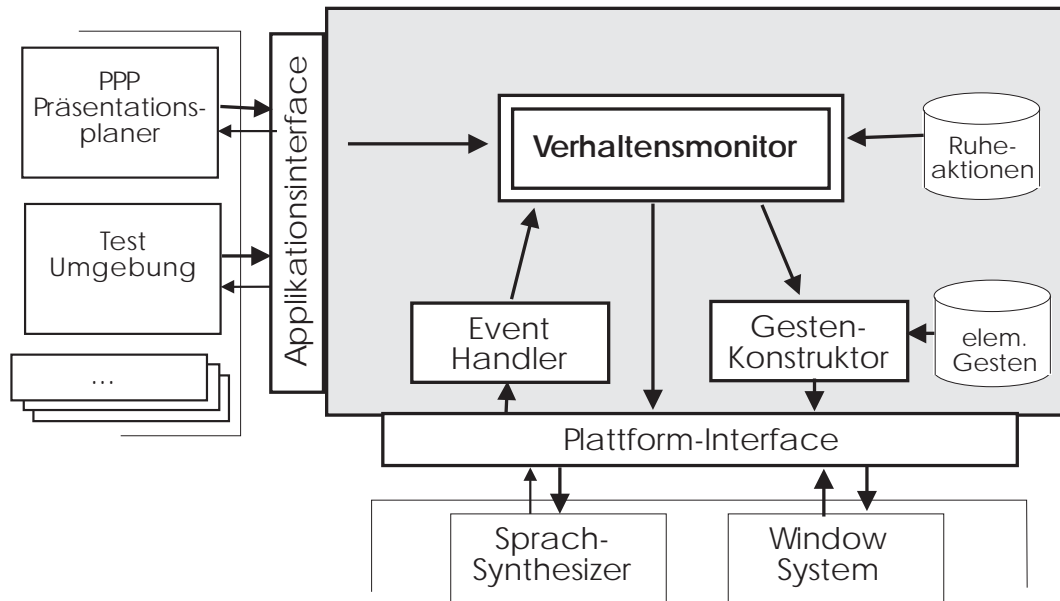 PPP
Präsentations-
planer
Test
Umgebung
...
Applikationsinterface
Verhaltensmonitor
Ruhe-
aktionen
Event
Handler
Gesten-
Konstruktor
elem.
Gesten
Plattform-Interface
Sprach-
Synthesizer
Window
System